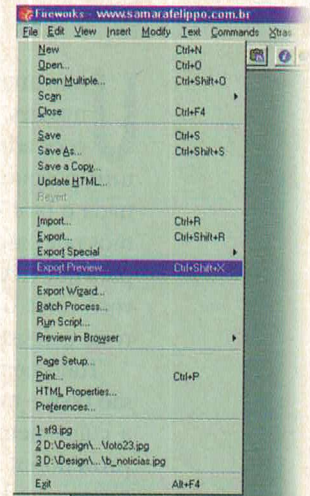 Fireworks - www.samarafelippo.com.br
File Edit View Insert Modify Text Commands Xtras
New Ctrl+N
Open... Ctrl+O
Open Multiple... Ctrl+Shift+O
Scan
Close Ctrl+F4
Save Ctrl+S
Save As... Ctrl+Shift+S
Save a Copy...
Update HTML...
Revert
Import... Ctrl+R
Export... Ctrl+Shift+R
Export Special
Export Preview... Ctrl+Shift+X
Export Wizard...
Batch Process...
Run Script...
Preview in Browser
Page Setup...
Print... Ctrl+P
HTML Properties...
Preferences...
1 sf9.jpg
2 D:\Design\...\foto23.jpg
3 D:\Design\...\b_noticias.jpg
Exit Alt+F4